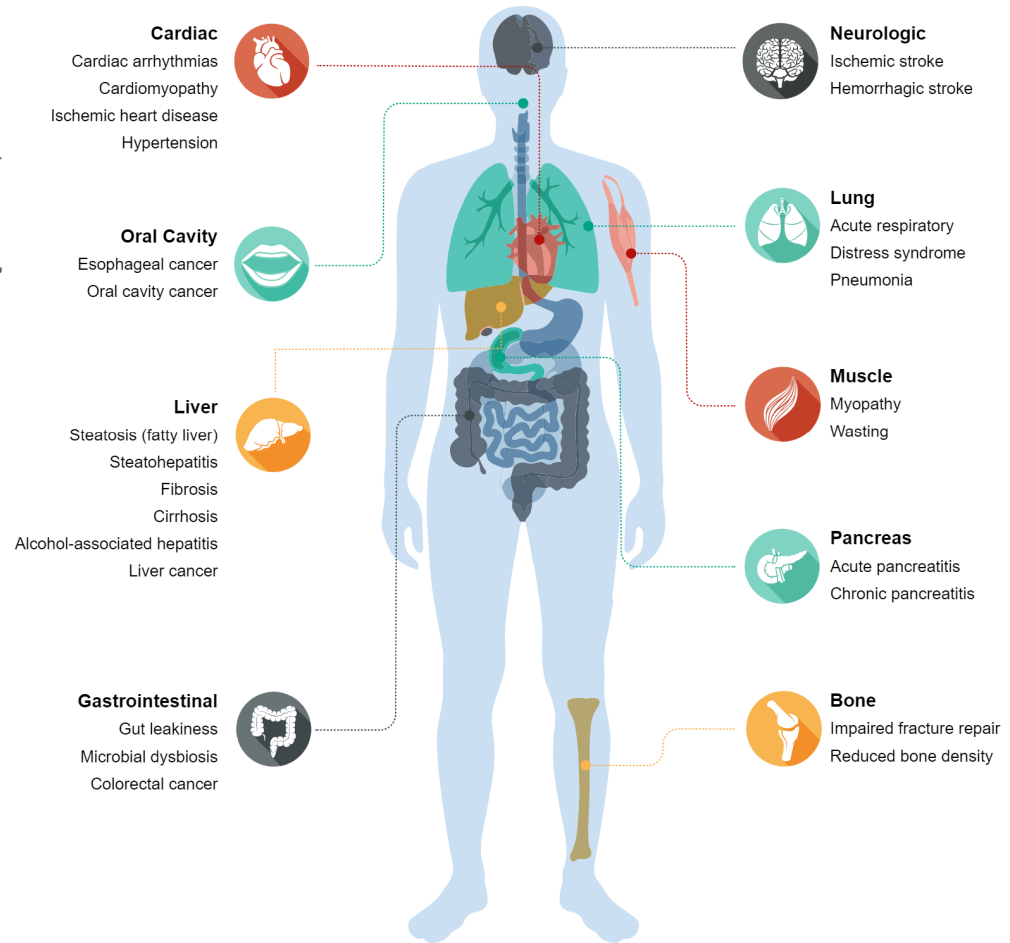 Cardiac
Cardiac arrhythmias
Cardiomyopathy
Ischemic heart disease
Hypertension
Oral Cavity
Esophageal cancer
Oral cavity cancer
Liver
Steatosis (fatty liver)
Steatohepatitis
Fibrosis
Cirrhosis
Alcohol-associated hepatitis
Liver cancer
Gastrointestinal
Gut leakiness
Microbial dysbiosis
Colorectal cancer
Neurologic
Ischemic stroke
Hemorrhagic stroke
Lung
Acute respiratory
Distress syndrome
Pneumonia
Muscle
Myopathy
Wasting
Pancreas
Acute pancreatitis
Chronic pancreatitis
Bone
Impaired fracture repair
Reduced bone density